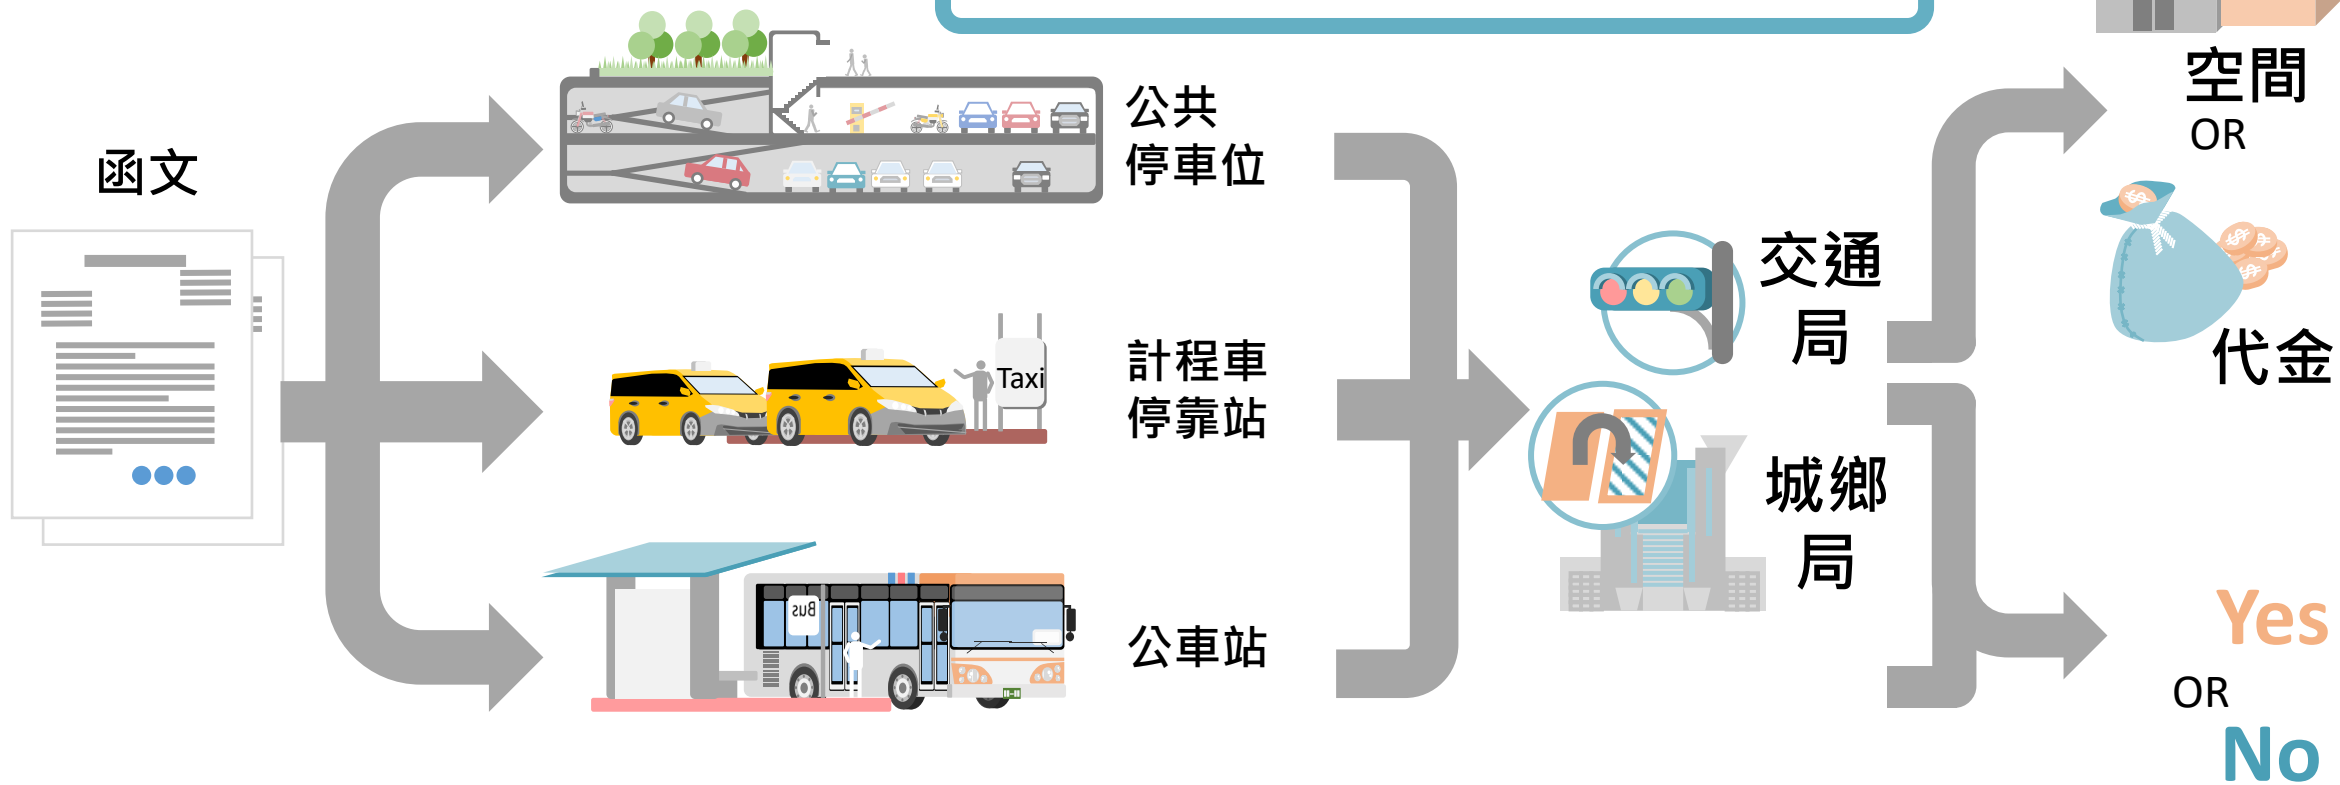 函文
公共
停車位
計程車
停靠站
Taxi
公車站
Bus
交通
局
城鄉
局
空間
OR
代金
Yes
OR
No